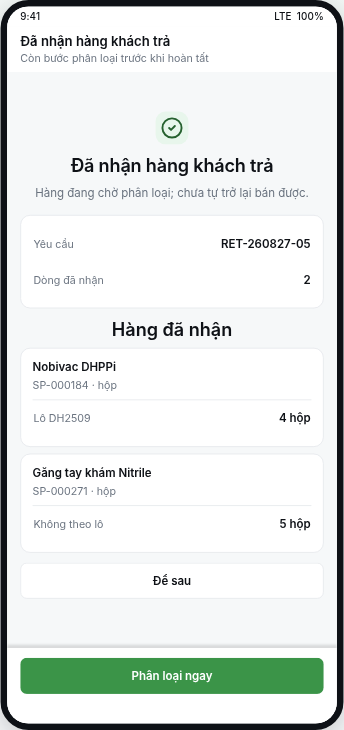 9:41
LTE 100%
Đã nhận hàng khách trả
Còn bước phân loại trước khi hoàn tất
Đã nhận hàng khách trả
Hàng đang chờ phân loại; chưa tự trở lại bán được.
Yêu cầu
RET-260827-05
Dòng đã nhận
2
Hàng đã nhận
Nobivac DHPPi
SP-000184 · hộp
Lô DH2509
4 hộp
Găng tay khám Nitrile
SP-000271 · hộp
Không theo lô
5 hộp
Để sau
Phân loại ngay